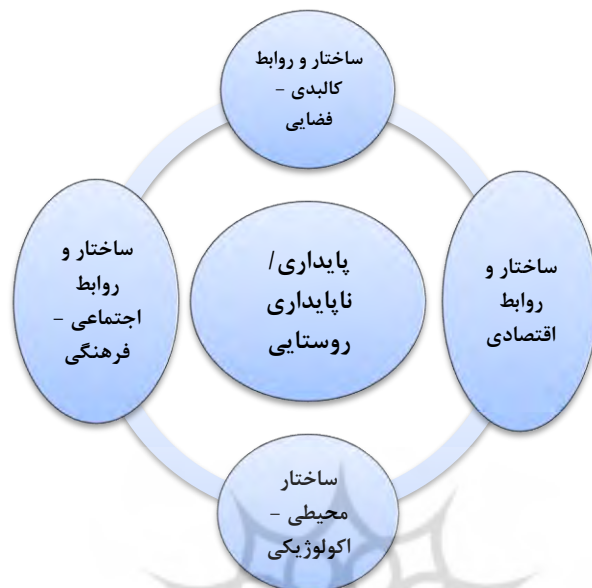 ساختار و روابط
کالبدی –
فضایی
ساختار و
روابط
اقتصادی
پایداری/
ناپایداری
روستایی
ساختار و
روابط
اجتماعی –
فرهنگی
ساختار
محیطی –
اکولوژیکی